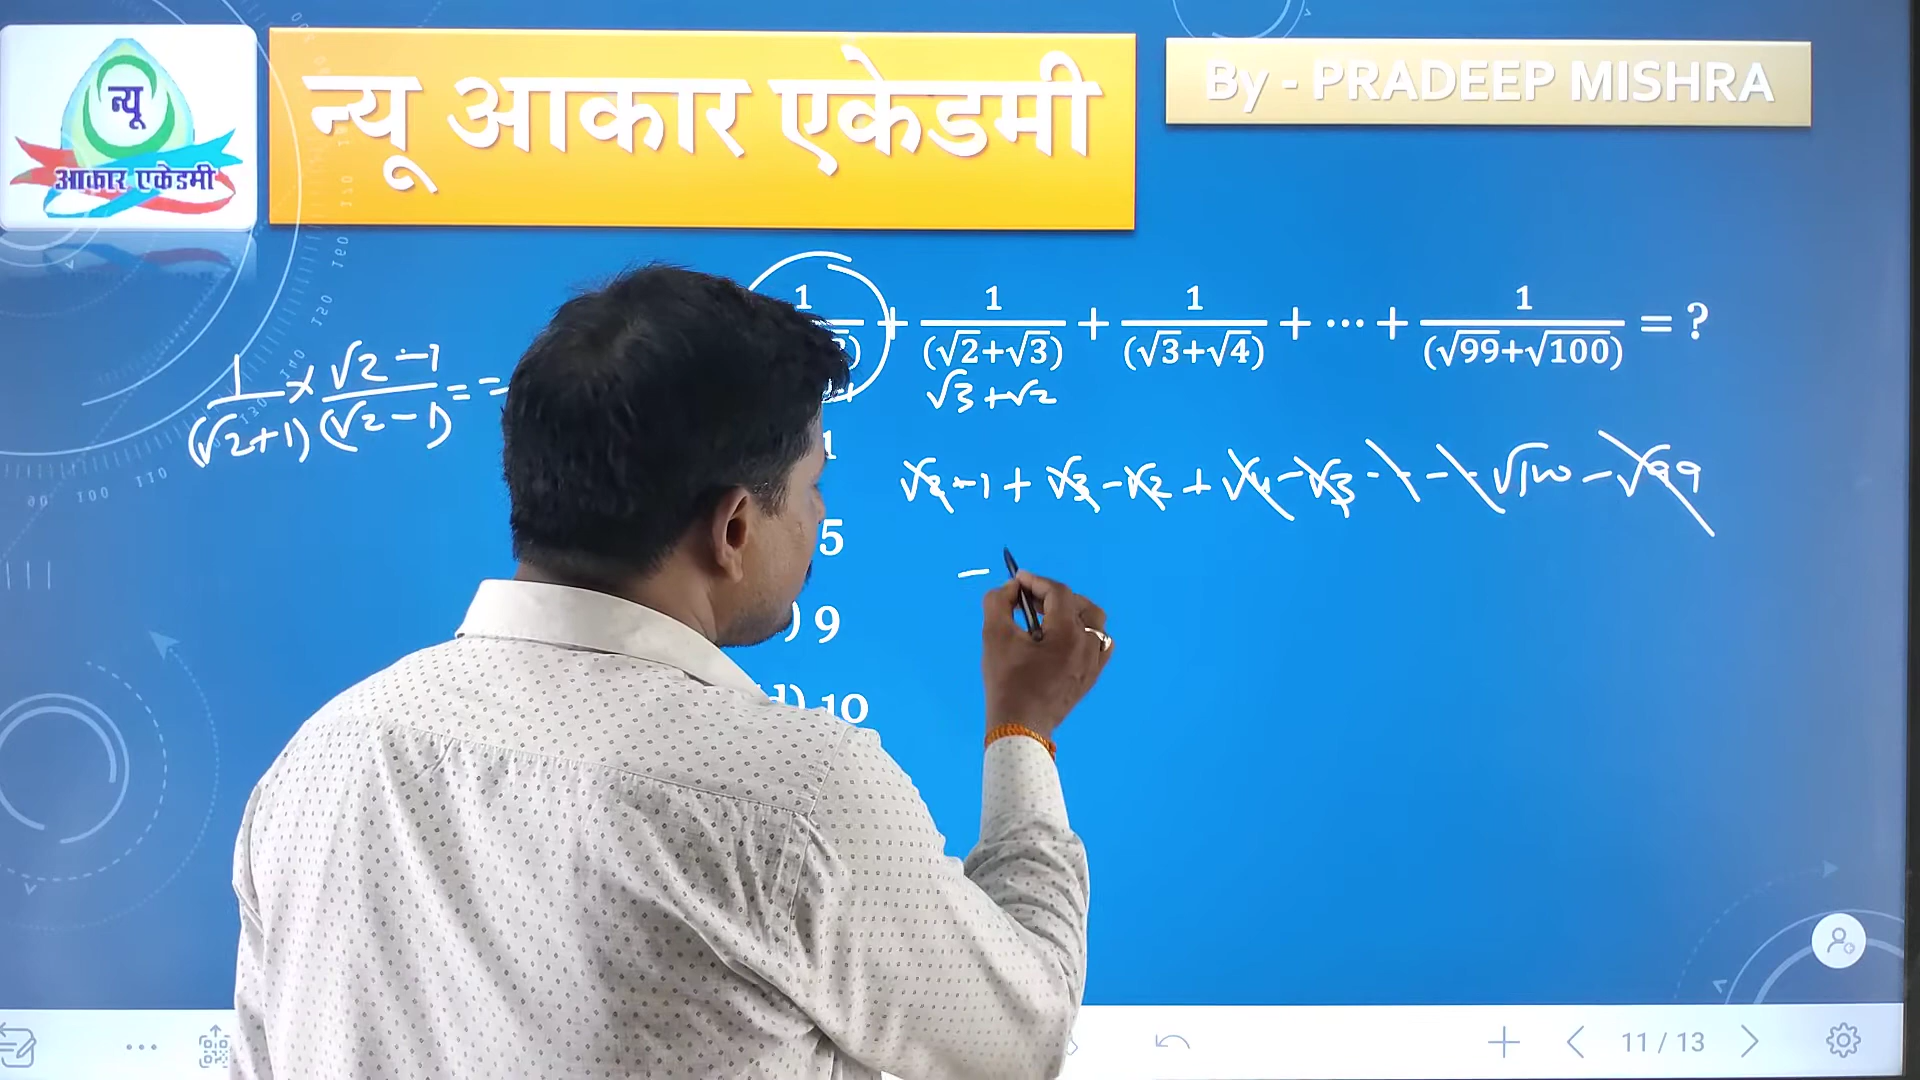 न्यू
आकार एकेडमी
न्यू आकार एकेडमी
By - PRADEEP MISHRA
1/ + 1/(√2+√3) + 1/(√3+√4) + ... + 1/(√99+√100) = ?
√3+√2
1/(√2+1) × √2-1/(√2-1) = =
1
√2-1 + √3-√2 + √4-√3 - - √100 - √99
5
) 9
(d) 10
-
11 / 13